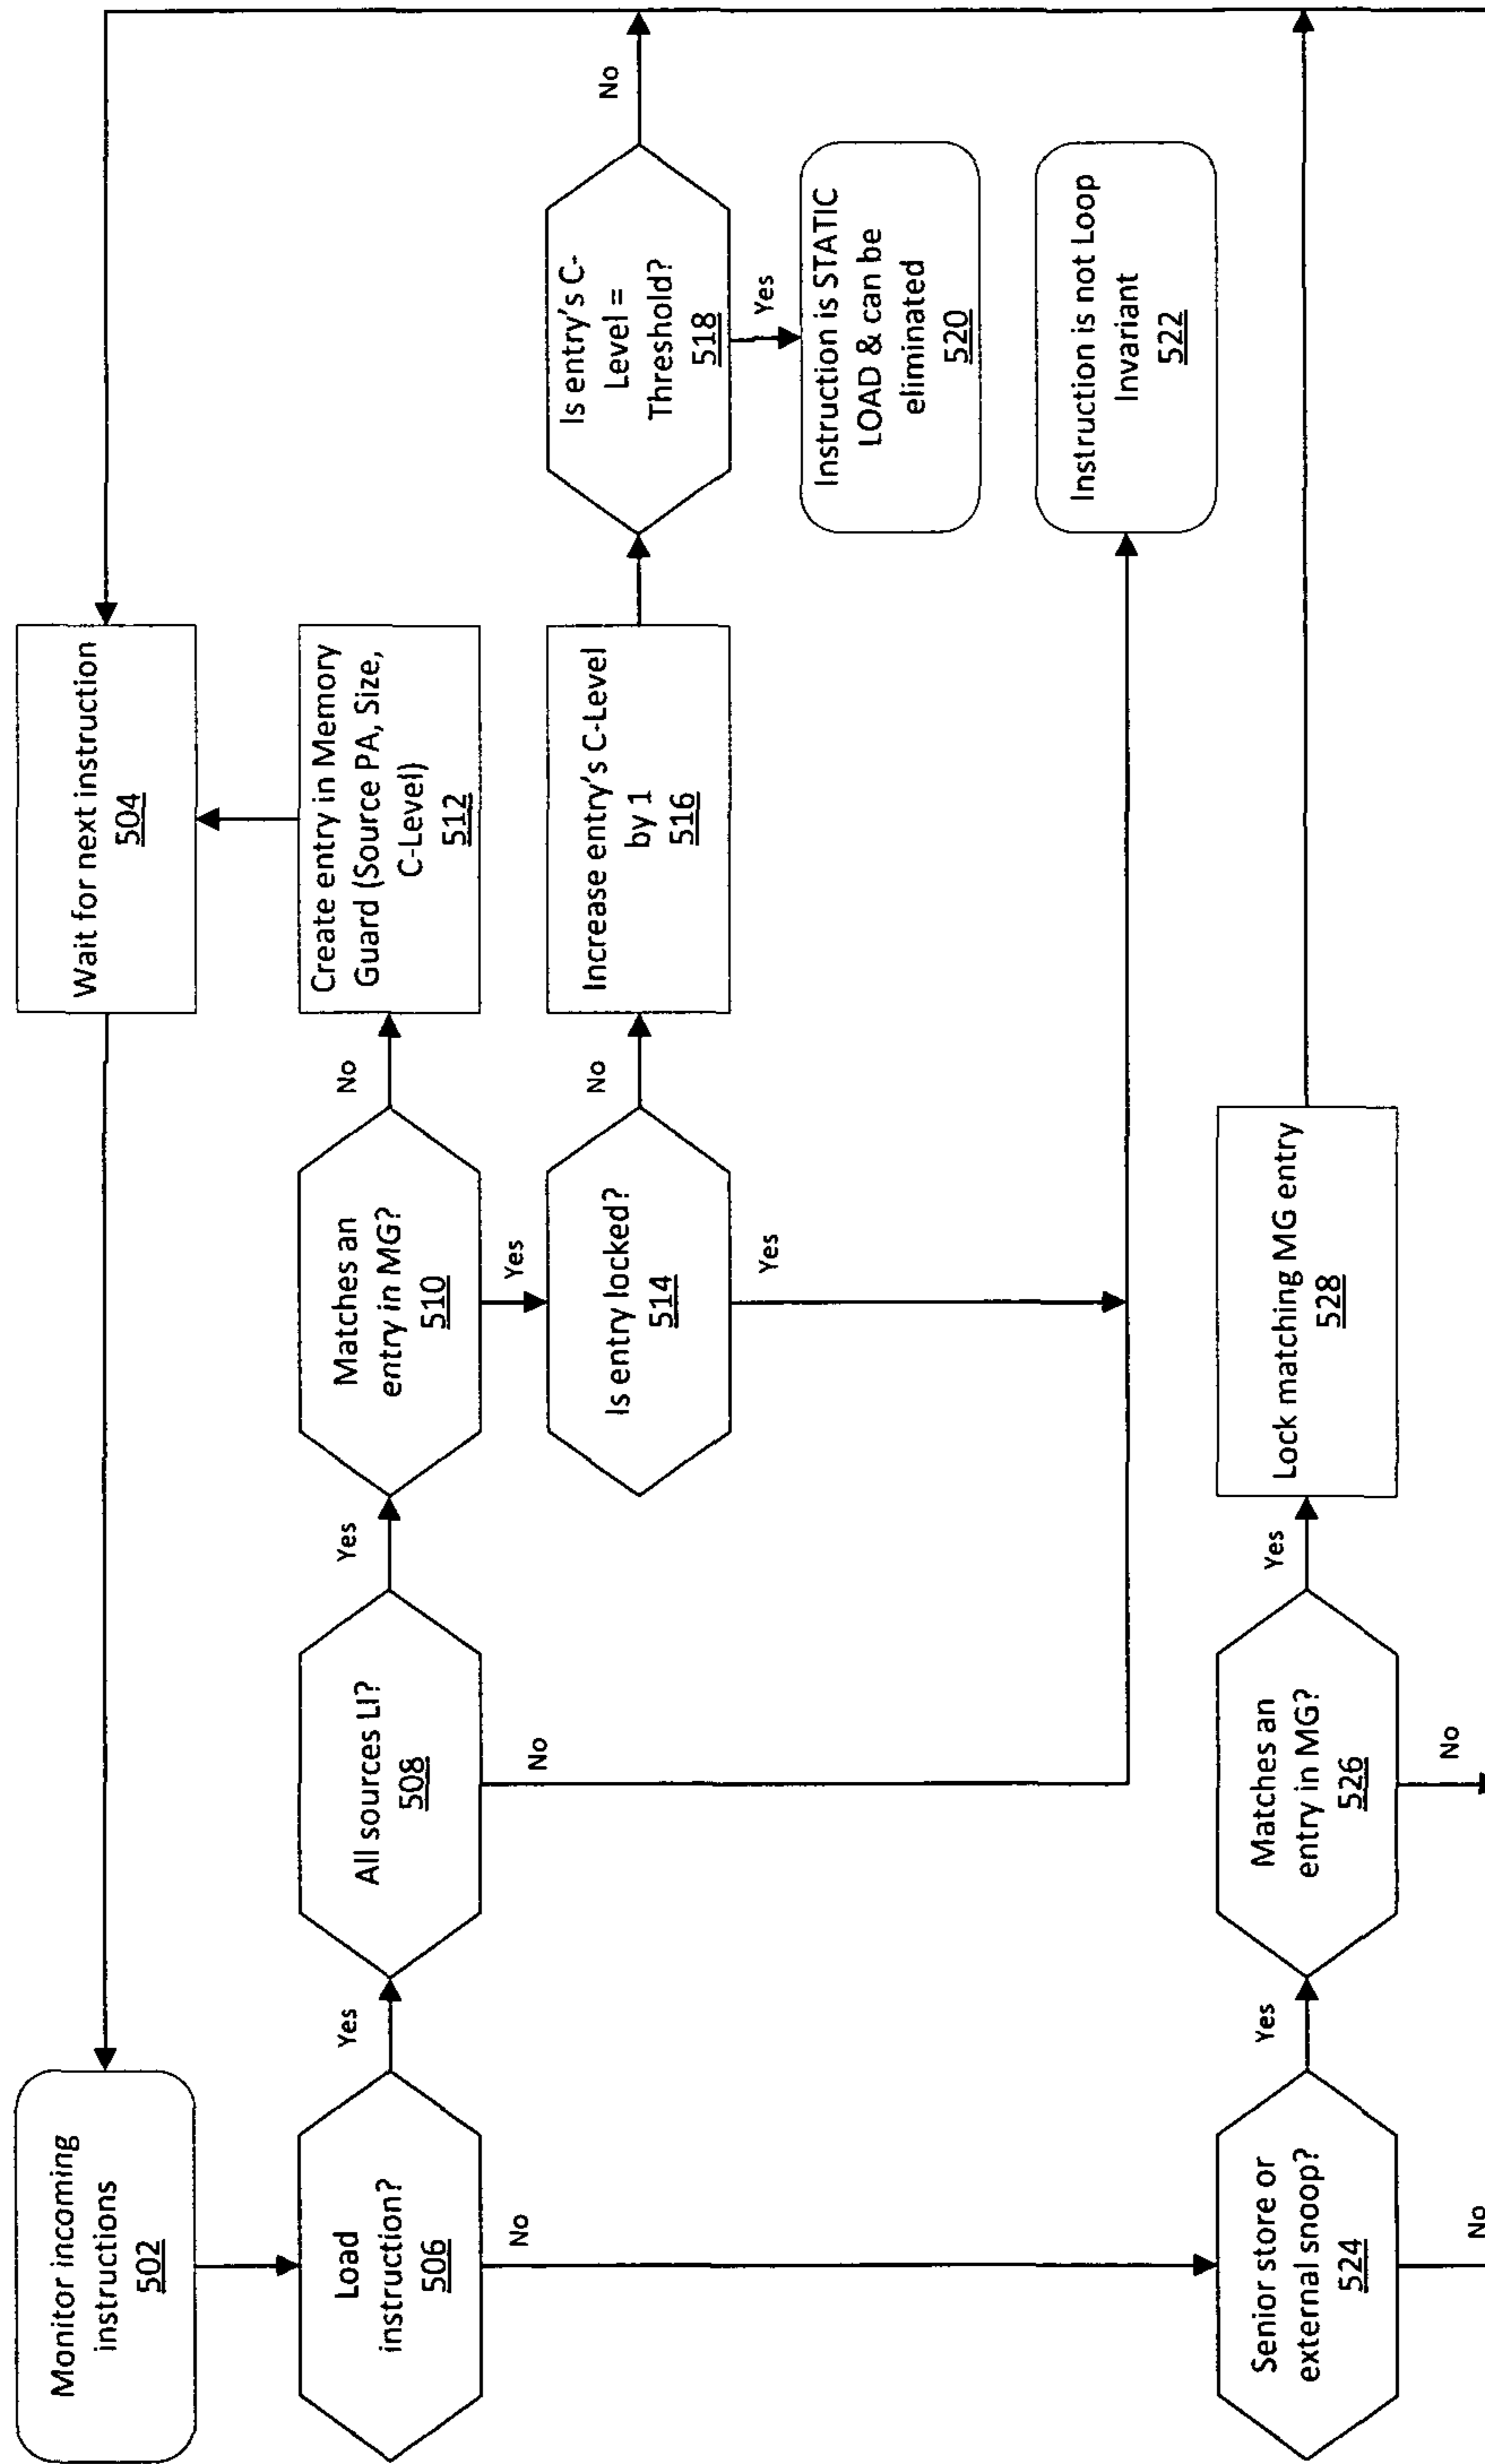 Monitor incoming
instructions
502
Wait for next instruction
504
Load
instruction?
506
Yes
No
All sources LI?
508
Yes
No
Matches an
entry in MG?
510
No
Yes
Create entry in Memory
Guard (Source PA, Size,
C-Level)
512
Is entry locked?
514
No
Yes
Increase entry's C-Level
by 1
516
Is entry's C-
Level =
Threshold?
518
No
Yes
Instruction is STATIC
LOAD & can be
eliminated
520
Instruction is not Loop
Invariant
522
Senior store or
external snoop?
524
Yes
No
Matches an
entry in MG?
526
Yes
No
Lock matching MG entry
528